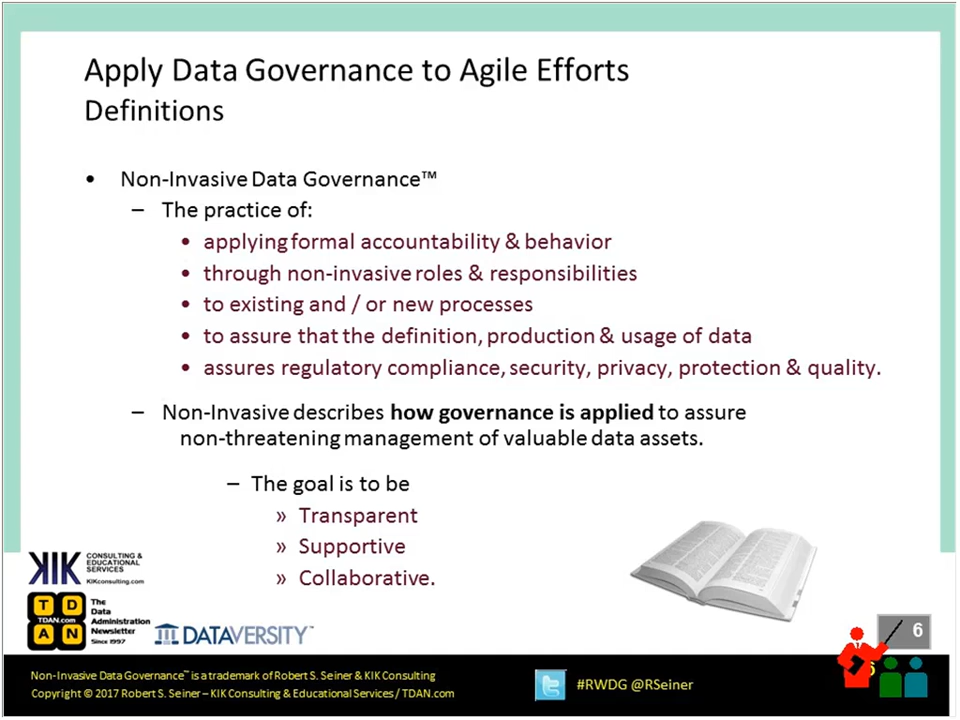 Apply Data Governance to Agile Efforts
Definitions
• Non-Invasive Data Governance™
– The practice of:
• applying formal accountability & behavior
• through non-invasive roles & responsibilities
• to existing and / or new processes
• to assure that the definition, production & usage of data
• assures regulatory compliance, security, privacy, protection & quality.
– Non-Invasive describes how governance is applied to assure
non-threatening management of valuable data assets.
– The goal is to be
» Transparent
» Supportive
» Collaborative.
KIK CONSULTING &
EDUCATIONAL
SERVICES
KIKconsulting.com
T D
TDAN.com
A N
The
Data
Administration
Newsletter
Since 1997
DATAVERSITY™
6
6
Non-Invasive Data Governance™ is a trademark of Robert S. Seiner & KIK Consulting
Copyright © 2017 Robert S. Seiner – KIK Consulting & Educational Services / TDAN.com
#RWDG @RSeiner